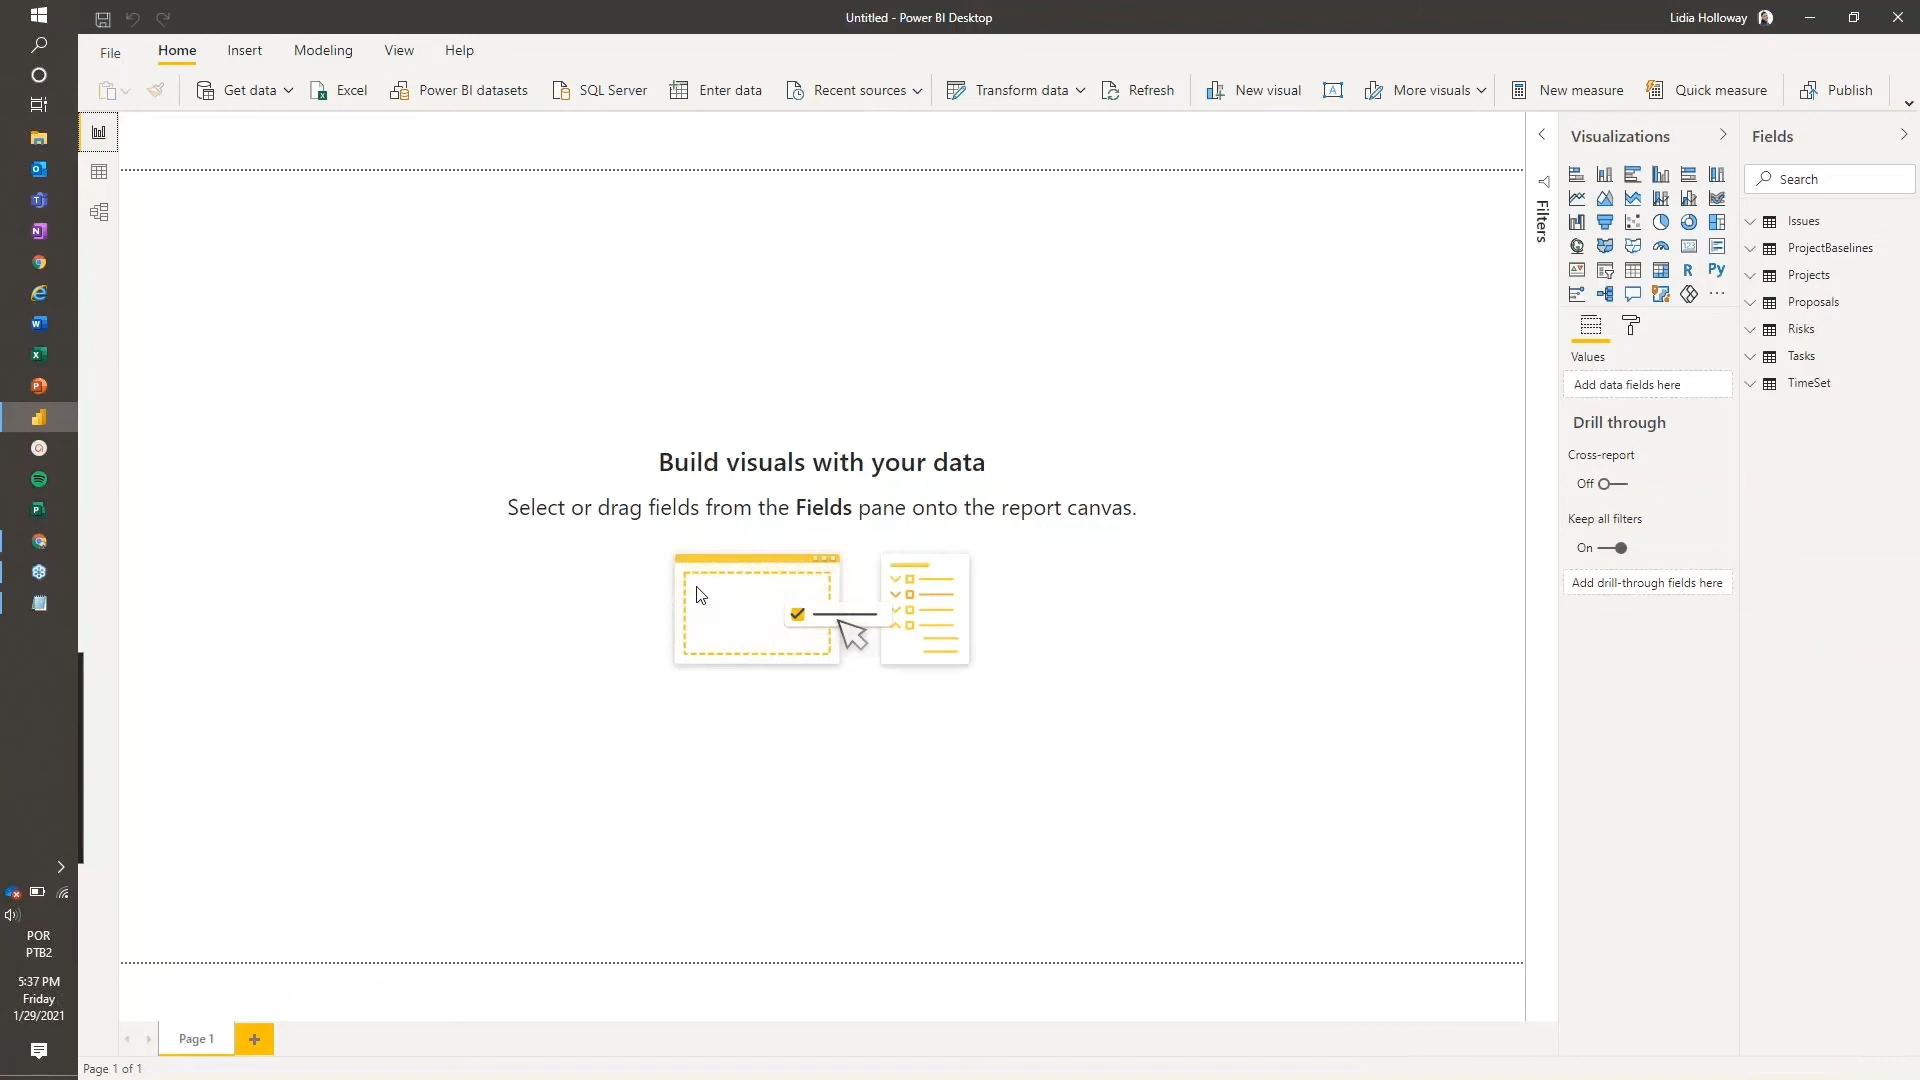 Untitled - Power BI Desktop
Lidia Holloway
File
Home
Insert
Modeling
View
Help
Get data
Excel
Power BI datasets
SQL Server
Enter data
Recent sources
Transform data
Refresh
New visual
More visuals
New measure
Quick measure
Publish
Build visuals with your data
Select or drag fields from the Fields pane onto the report canvas.
Filters
Visualizations
123
R
Py
Values
Add data fields here
Drill through
Cross-report
Off
Keep all filters
On
Add drill-through fields here
Fields
Search
Issues
ProjectBaselines
Projects
Proposals
Risks
Tasks
TimeSet
POR
PTB2
5:37 PM
Friday
1/29/2021
Page 1
Page 1 of 1